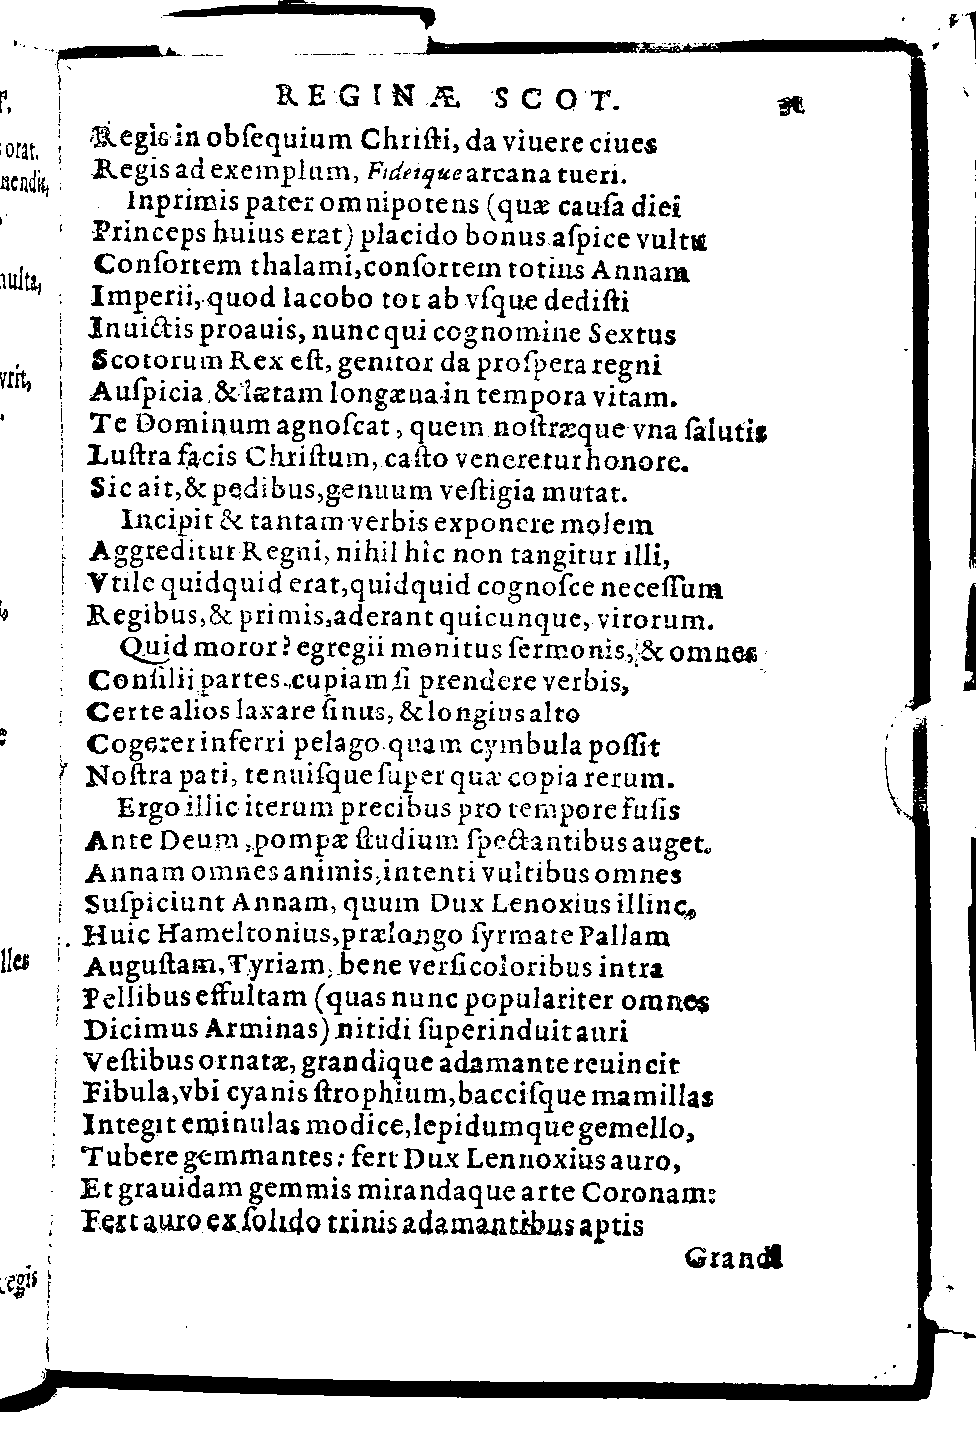 REGINÆ SCOT.
Regis in obſequium Chriſti, da viuere ciues
Regis ad exemplum, Fideique arcana tueri.
Inprimis pater omnipotens (quæ cauſa diei
Princeps huius erat) placido bonus aſpice vultu
Conſortem thalami, conſortem totius Annam
Imperii, quod Iacobo tot ab vſque dediſti
Inuictis proauis, nunc qui cognomine Sextus
Scotorum Rex eſt, genitor da proſpera regni
Auſpicia, & lætam longæua in tempora vitam.
Te Dominum agnoſcat, quem noſtræque vna ſalutis
Luſtra facis Chriſtum, caſto veneretur honore.
Sic ait, & pedibus, genuum veſtigia mutat.
Incipit & tantam verbis exponere molem
Aggreditur Regni, nihil hîc non tangitur illi,
Vtile quidquid erat, quidquid cognoſce neceſſum
Regibus, & primis, aderant quicunque, virorum.
Quid moror? egregii monitus ſermonis, & omnes
Conſilii partes cupiam ſi prendere verbis,
Certe alios laxare ſinus, & longius alto
Cogerer inferri pelago quam cymbula poſſit
Noſtra pati, tenuiſque ſuper quæ copia rerum.
Ergo illic iterum precibus pro tempore fuſis
Ante Deum, pompæ ſtudium ſpectantibus auget.
Annam omnes animis, intenti vultibus omnes
Suſpiciunt Annam, quum Dux Lenoxius illinc,
Huic Hameltonius, prælongo ſyrmate Pallam
Auguſtam, Tyriam, bene verſicoloribus intra
Pellibus effultam (quas nunc populariter omnes
Dicimus Arminas) nitidi ſuperinduit auri
Veſtibus ornatæ, grandique adamante reuincit
Fibula, vbi cyanis ſtrophium, bacciſque mamillas
Integit eminulas modice, lepidumque gemello,
Tubere gemmantes: fert Dux Lennoxius auro,
Et grauidam gemmis mirandaque arte Coronam:
Fert auro ex ſolido trinis adamantibus aptis
Grandi